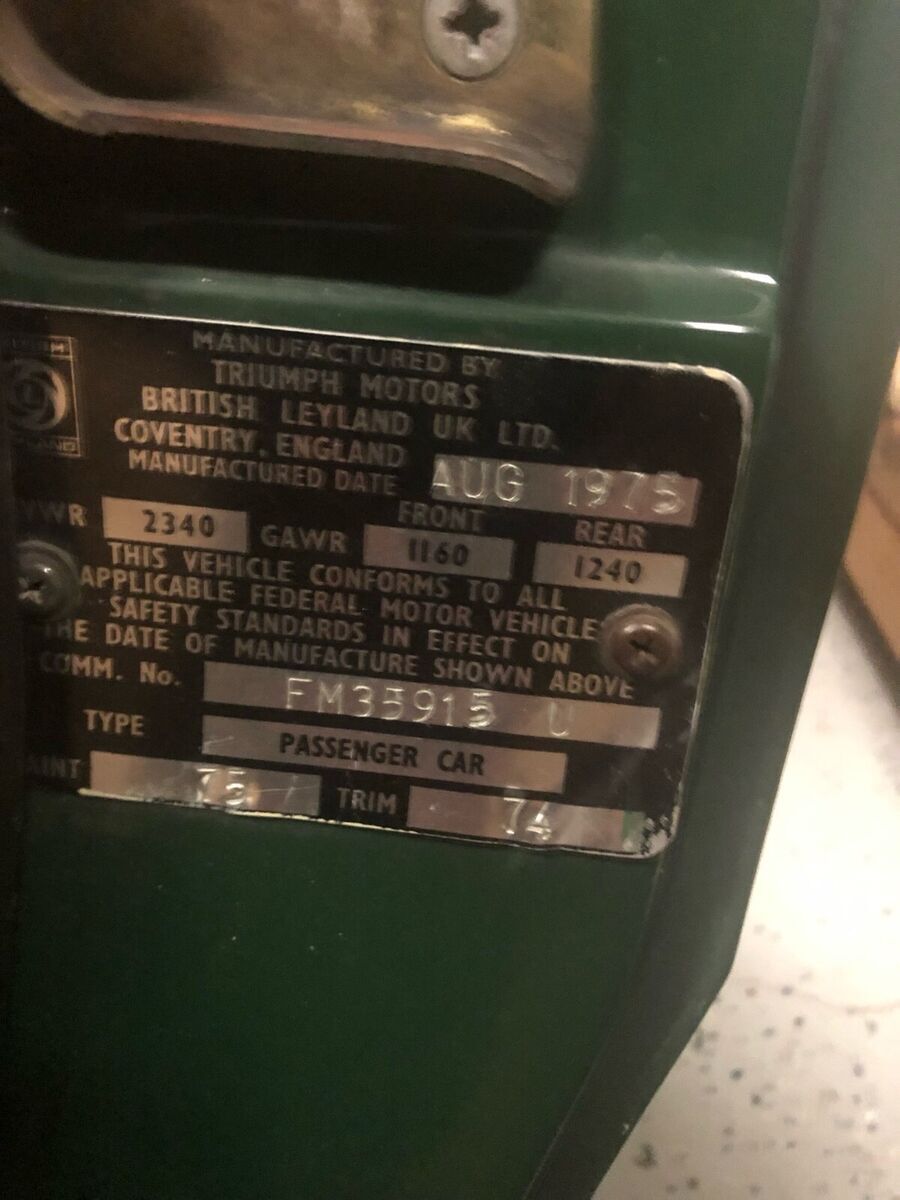 MANUFACTURED BY
TRIUMPH MOTORS
BRITISH LEYLAND UK LTD.
COVENTRY. ENGLAND
MANUFACTURED DATE AUG 1975
VWR 2340 GAWR FRONT 1160 REAR 1240
THIS VEHICLE CONFORMS TO ALL
APPLICABLE FEDERAL MOTOR VEHICLE
SAFETY STANDARDS IN EFFECT ON
THE DATE OF MANUFACTURE SHOWN ABOVE
COMM. No. FM35915 U
TYPE PASSENGER CAR
AINT 75 TRIM 74